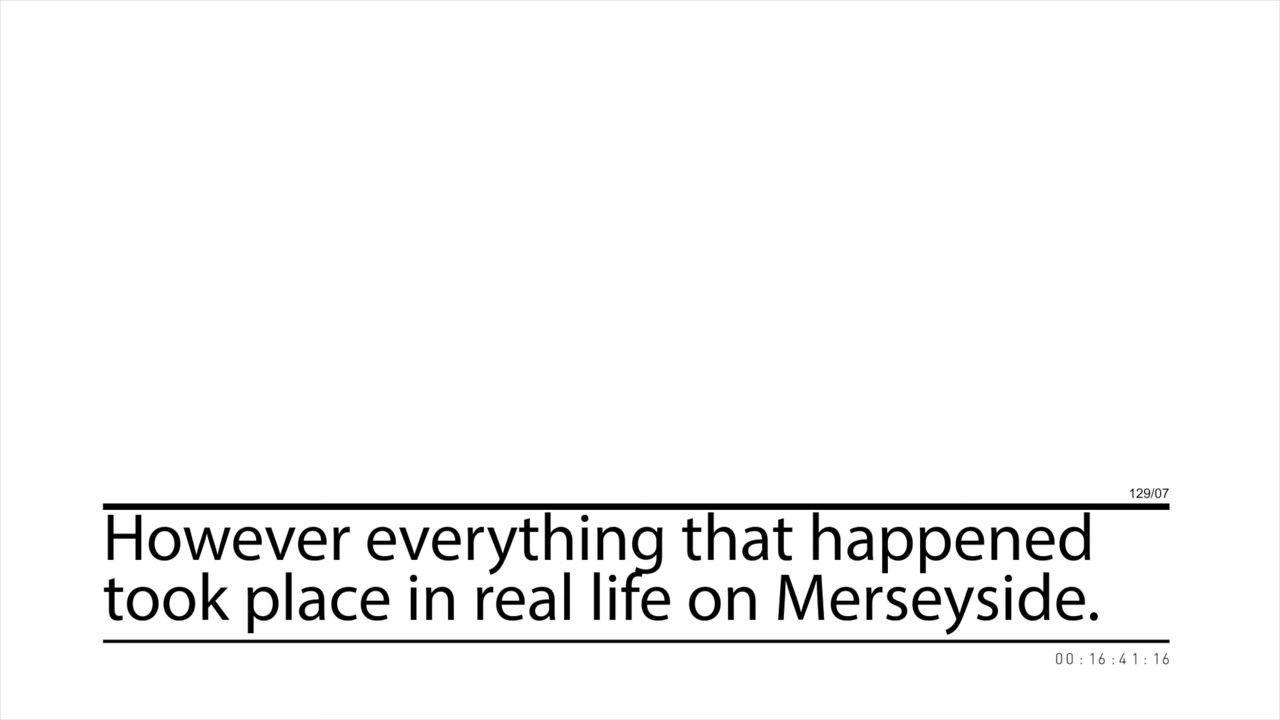 129/07
However everything that happened
took place in real life on Merseyside.
00:16:41:16